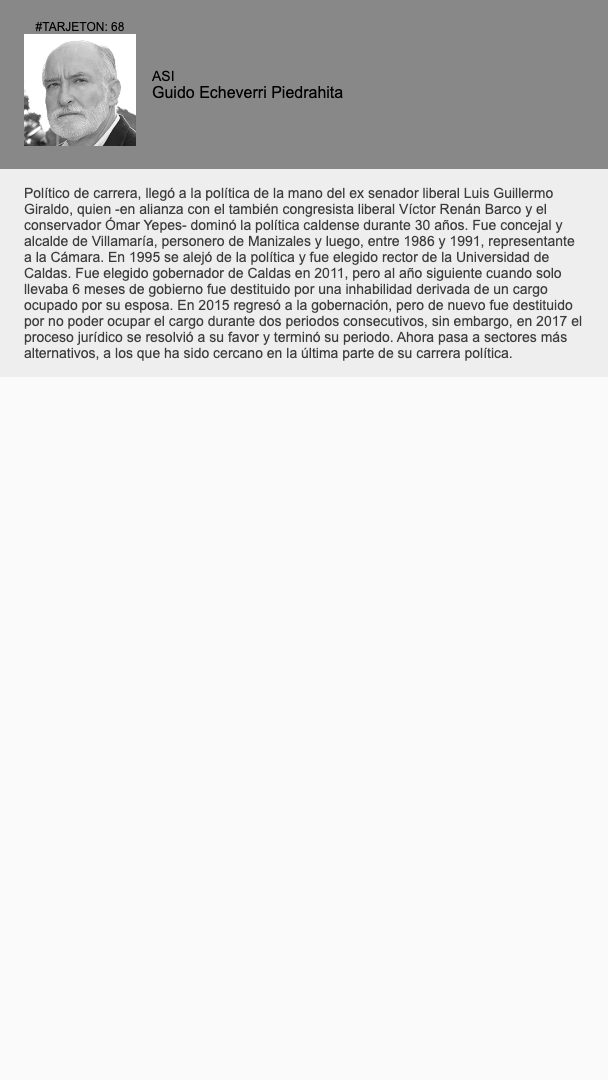 #TARJETON: 68
ASI
Guido Echeverri Piedrahita
Político de carrera, llegó a la política de la mano del ex senador liberal Luis Guillermo
Giraldo, quien -en alianza con el también congresista liberal Víctor Renán Barco y el
conservador Ómar Yepes- dominó la política caldense durante 30 años. Fue concejal y
alcalde de Villamaría, personero de Manizales y luego, entre 1986 y 1991, representante
a la Cámara. En 1995 se alejó de la política y fue elegido rector de la Universidad de
Caldas. Fue elegido gobernador de Caldas en 2011, pero al año siguiente cuando solo
llevaba 6 meses de gobierno fue destituido por una inhabilidad derivada de un cargo
ocupado por su esposa. En 2015 regresó a la gobernación, pero de nuevo fue destituido
por no poder ocupar el cargo durante dos periodos consecutivos, sin embargo, en 2017 el
proceso jurídico se resolvió a su favor y terminó su periodo. Ahora pasa a sectores más
alternativos, a los que ha sido cercano en la última parte de su carrera política.